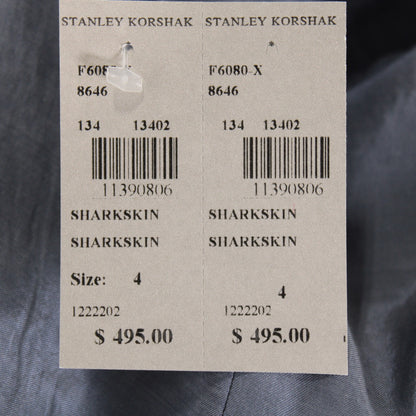 STANLEY KORSHAK
F6080-X
8646
134 13402
11390806
SHARKSKIN
SHARKSKIN
Size: 4
1222202
$ 495.00
STANLEY KORSHAK
F6080-X
8646
134 13402
11390806
SHARKSKIN
SHARKSKIN
4
1222202
$ 495.00